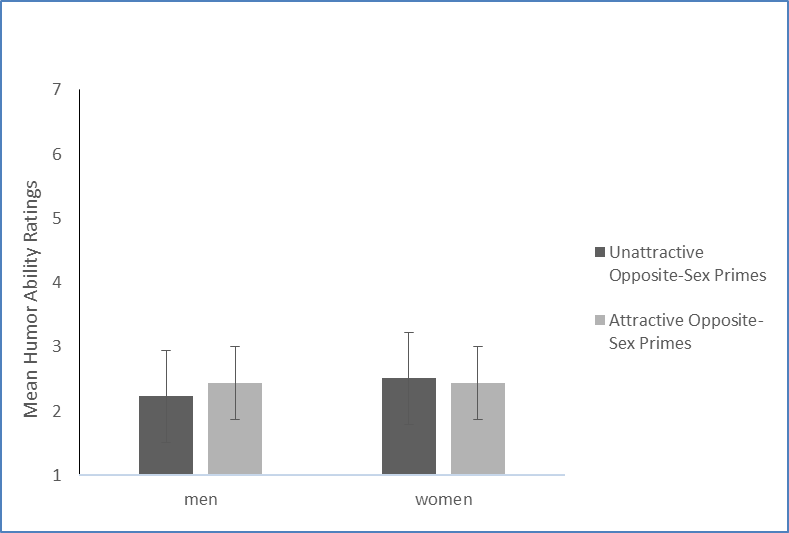 7
6
5
4
3
2
1
Mean Humor Ability Ratings
men
women
Unattractive
Opposite-Sex Primes
Attractive Opposite-
Sex Primes